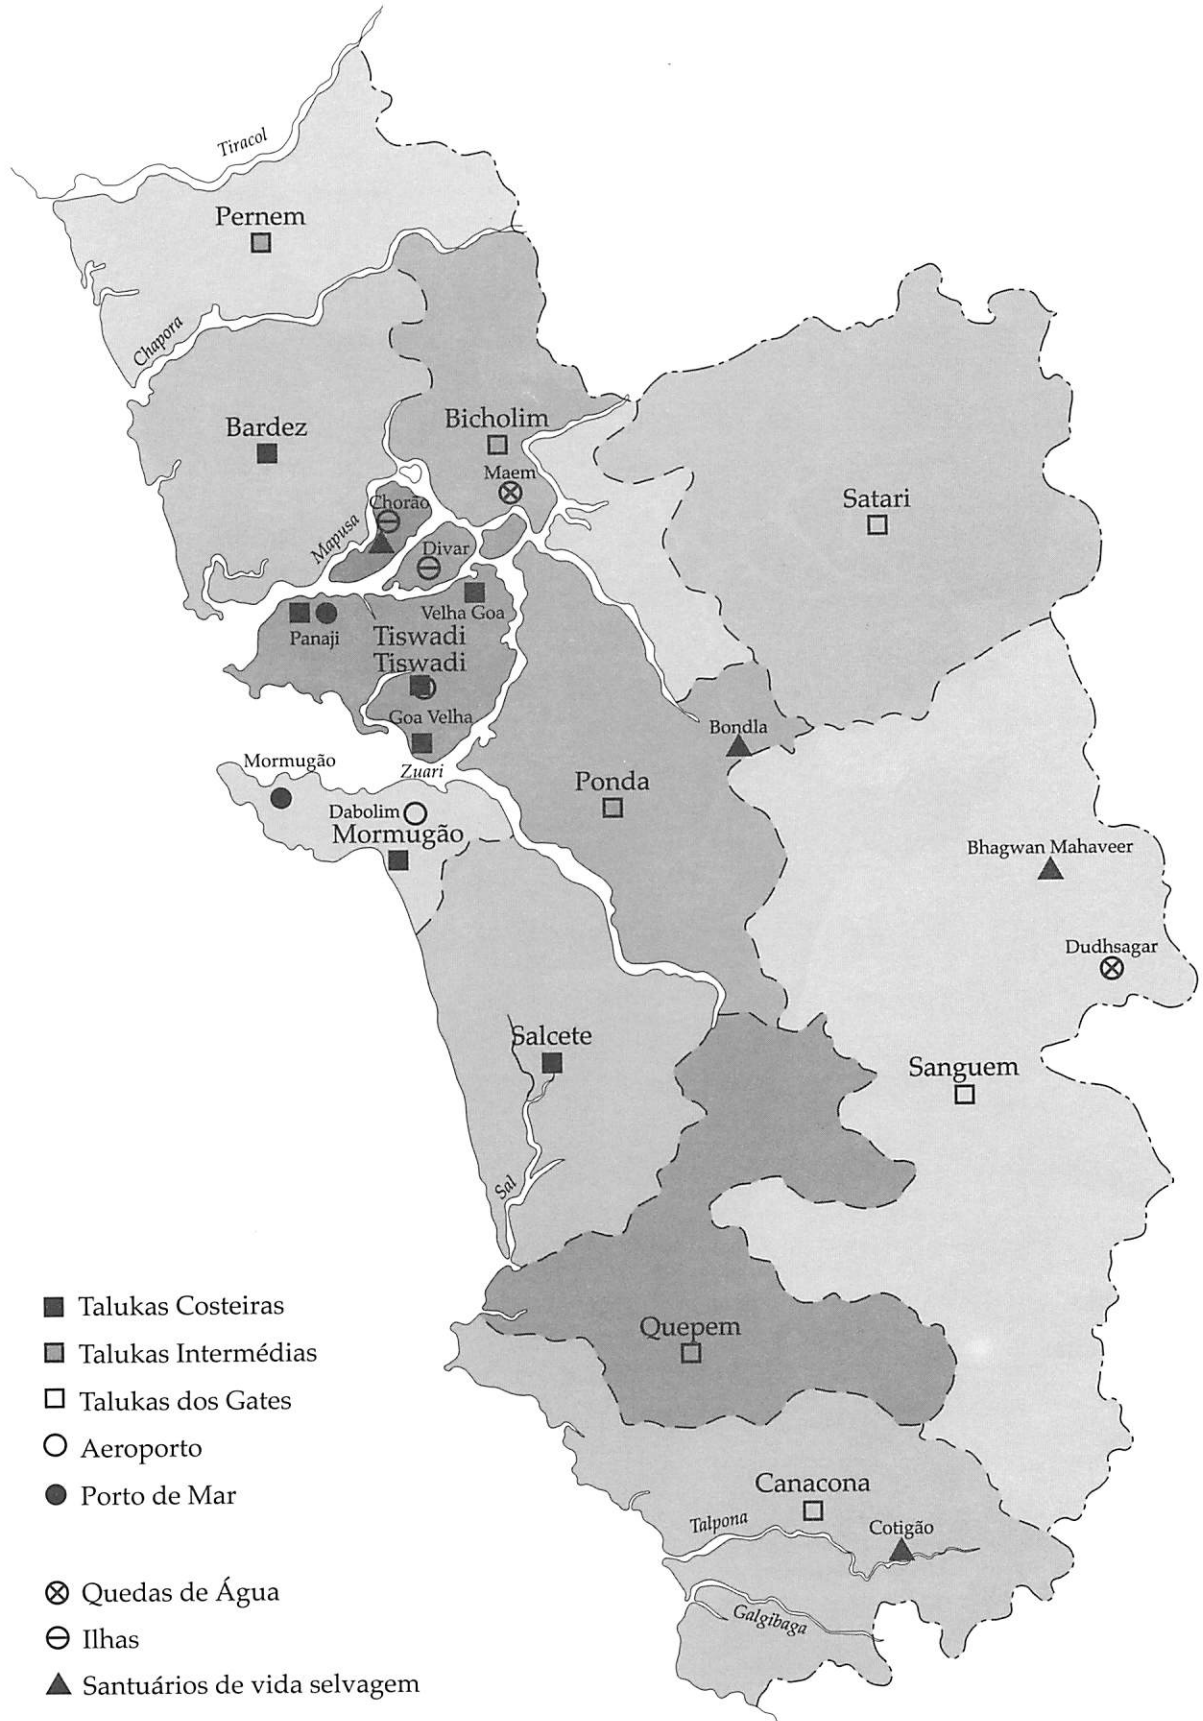 Tiracol
Pernem
Chapora
Bardez
Bicholim
Maem
Satari
Chorão
Mapusa
Divar
Velha Goa
Panaji
Tiswadi
Tiswadi
Goa Velha
Bondla
Zuari
Mormugão
Ponda
Dabolim
Mormugão
Bhagwan Mahaveer
Dudhsagar
Salcete
Sanguem
Sal
Quepem
Canacona
Talpona
Cotigão
Galgibaga
Talukas Costeiras
Talukas Intermédias
Talukas dos Gates
Aeroporto
Porto de Mar
Quedas de Água
Ilhas
Santuários de vida selvagem